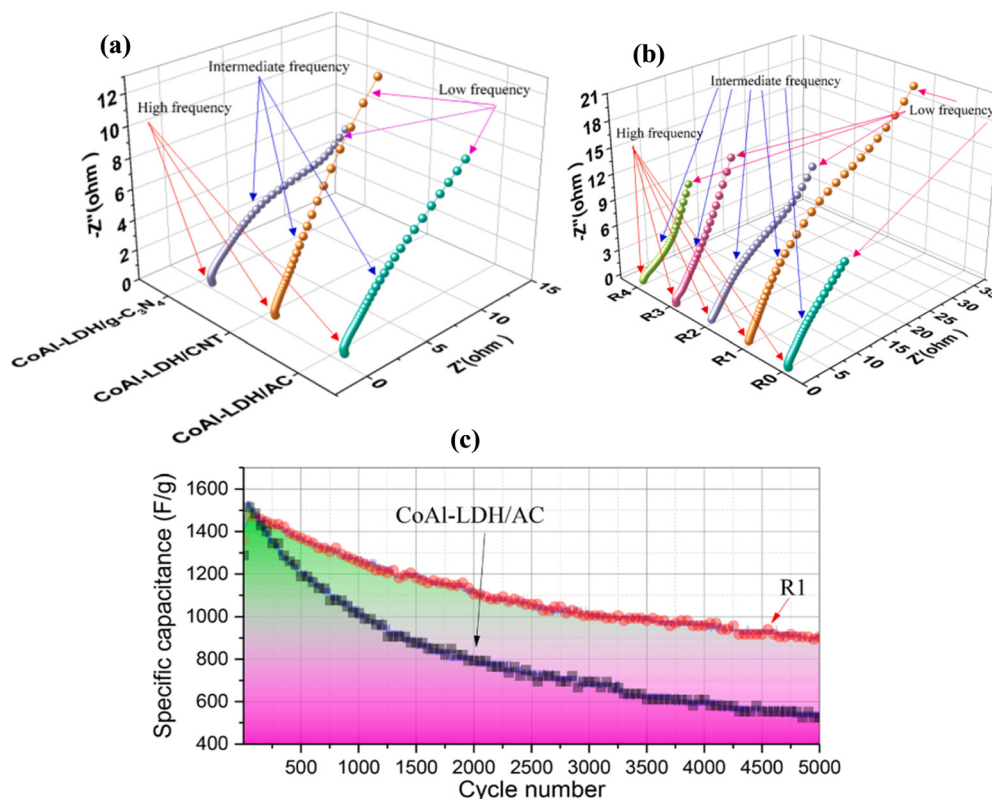 (a)
Intermediate frequency
High frequency
Low frequency
-Z"(ohm)
12
10
8
6
4
2
0
CoAl-LDH/g-C₃N₄
CoAl-LDH/CNT
CoAl-LDH/AC
0
5
10
15
Z'(ohm)
(b)
Intermediate frequency
High frequency
Low frequency
-Z"(ohm)
21
18
15
12
9
6
3
0
R4
R3
R2
R1
R0
0
5
10
15
20
25
30
Z'(ohm)
(c)
Specific capacitance (F/g)
1600
1400
1200
1000
800
600
400
CoAl-LDH/AC
R1
500 1000 1500 2000 2500 3000 3500 4000 4500 5000
Cycle number